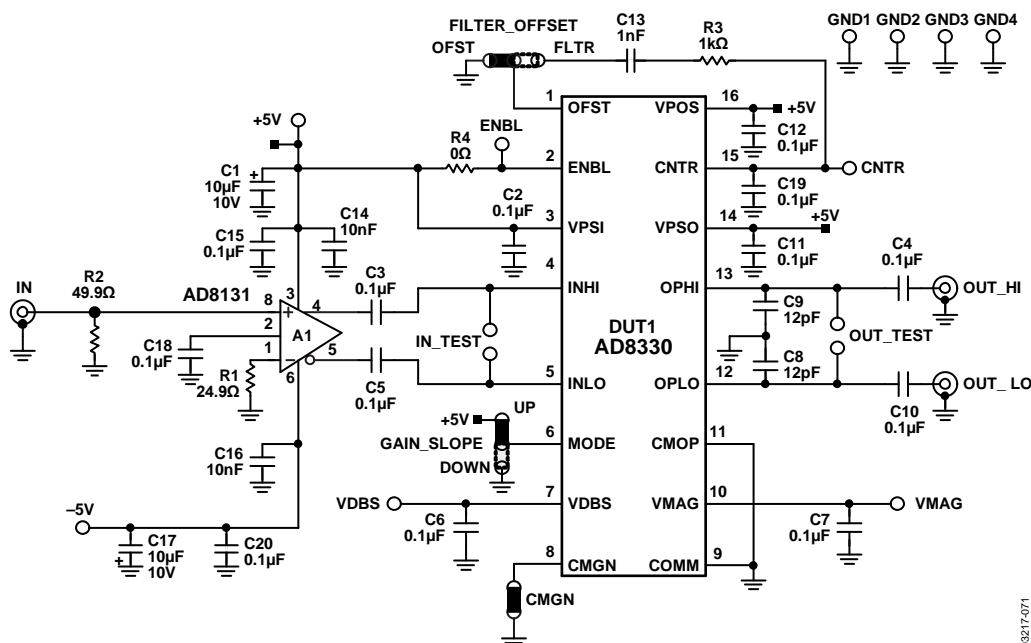 FILTER_OFFSET
OFST
FLTR
C13
1nF
R3
1kΩ
GND1 GND2 GND3 GND4
+5V
R4
0Ω
ENBL
C1
10µF
10V
+
C2
0.1µF
C15
0.1µF
C14
10nF
IN
R2
49.9Ω
AD8131
C3
0.1µF
8
2
1
3
4
5
6
+
–
A1
C18
0.1µF
R1
24.9Ω
C5
0.1µF
IN_TEST
C16
10nF
–5V
C17
10µF
10V
+
C20
0.1µF
+5V
UP
GAIN_SLOPE
DOWN
VDBS
C6
0.1µF
CMGN
1 OFST
2 ENBL
3 VPSI
4 INHI
5 INLO
6 MODE
7 VDBS
8 CMGN
DUT1
AD8330
VPOS 16
CNTR 15
VPSO 14
OPHI 13
OPLO 12
CMOP 11
VMAG 10
COMM 9
+5V
C12
0.1µF
CNTR
C19
0.1µF
+5V
C11
0.1µF
C4
0.1µF
OUT_HI
C9
12pF
C8
12pF
OUT_TEST
OUT_ LO
C10
0.1µF
VMAG
C7
0.1µF
03217-071